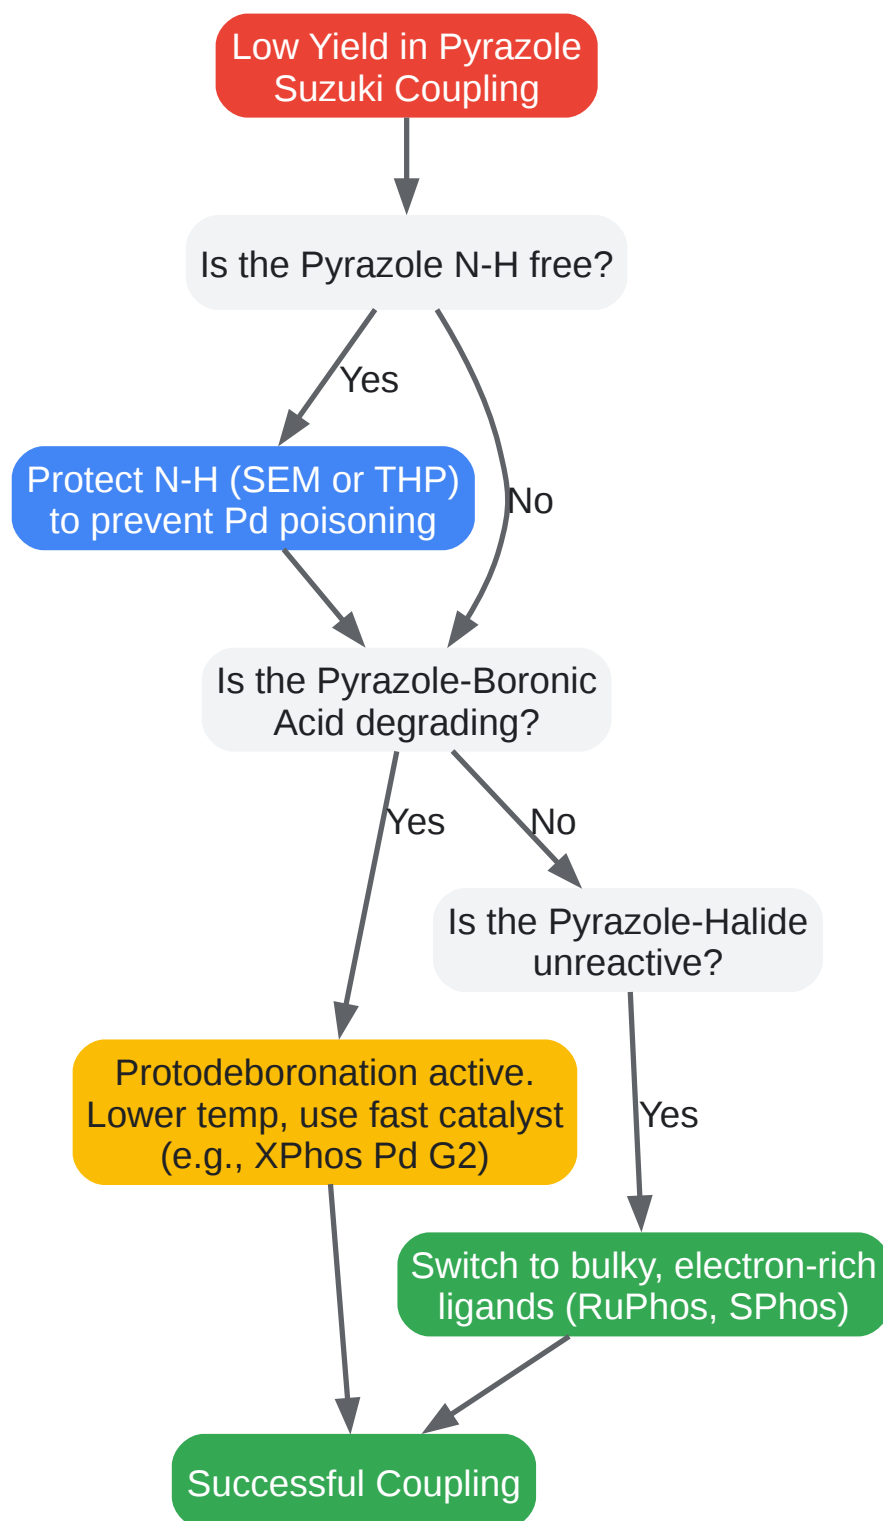 Low Yield in Pyrazole
Suzuki Coupling
Is the Pyrazole N-H free?
Yes
Protect N-H (SEM or THP)
to prevent Pd poisoning
No
Is the Pyrazole-Boronic
Acid degrading?
Yes
No
Is the Pyrazole-Halide
unreactive?
Protodeboronation active.
Lower temp, use fast catalyst
(e.g., XPhos Pd G2)
Yes
Switch to bulky, electron-rich
ligands (RuPhos, SPhos)
Successful Coupling